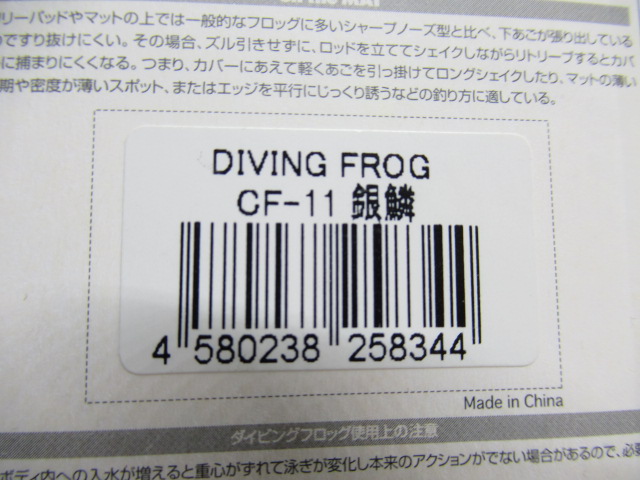 リーパッドやマットの上では一般的なフロッグに多いシャープノーズ型と比べ、下あごが張り出している
ですり抜けにくい。その場合、ズル引きせずに、ロッドを立ててシェイクしながらリトリーブするとカバ
に捕まりにくくなる。つまり、カバーにあえて軽くあごを引っ掛けてロングシェイクしたり、マットの薄い
期や密度が薄いスポット、またはエッジを平行にじっくり誘うなどの釣り方に適している。
DIVING FROG
CF-11 銀鱗
4 580238 258344
Made in China
ダイビングフロッグ使用上の注意
ボディ内への入水が増えると重心がずれて泳ぎが変化し本来のアクションがでない場合があるので、必